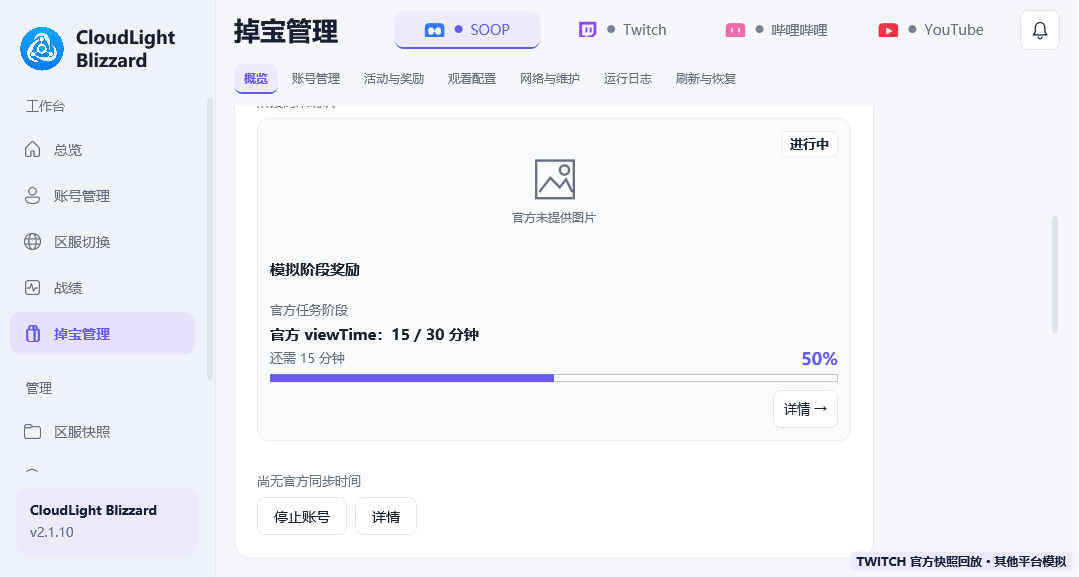 CloudLight
Blizzard
工作台
总览
账号管理
区服切换
战绩
掉宝管理
管理
区服快照
CloudLight Blizzard
v2.1.10
掉宝管理
SOOP
Twitch
哔哩哔哩
YouTube
概览
账号管理
活动与奖励
观看配置
网络与维护
运行日志
刷新与恢复
进行中
官方未提供图片
模拟阶段奖励
官方任务阶段
官方 viewTime：15 / 30 分钟
还需 15 分钟
50%
详情 →
尚无官方同步时间
停止账号
详情
TWITCH 官方快照回放 • 其他平台模拟